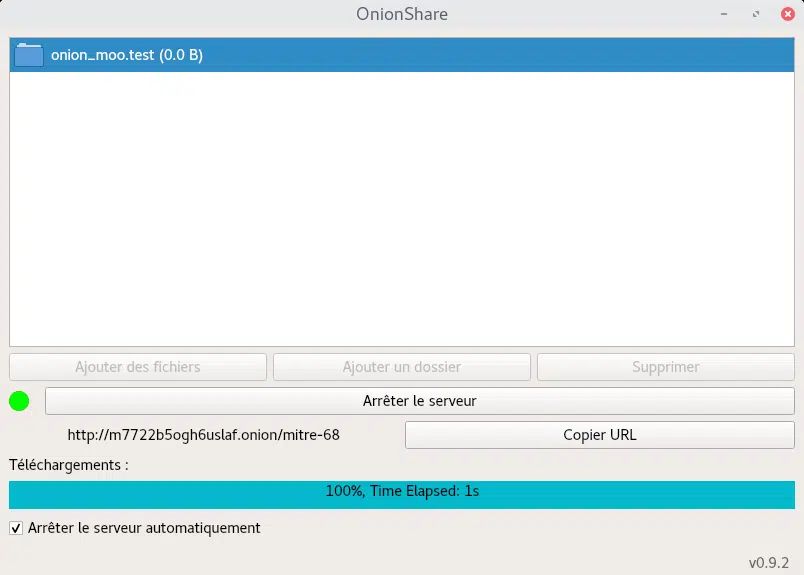 OnionShare
onion_moo.test (0.0 B)
Ajouter des fichiers
Ajouter un dossier
Supprimer
Arrêter le serveur
http://m7722b5ogh6uslaf.onion/mitre-68
Copier URL
Téléchargements :
100%, Time Elapsed: 1s
Arrêter le serveur automatiquement
v0.9.2